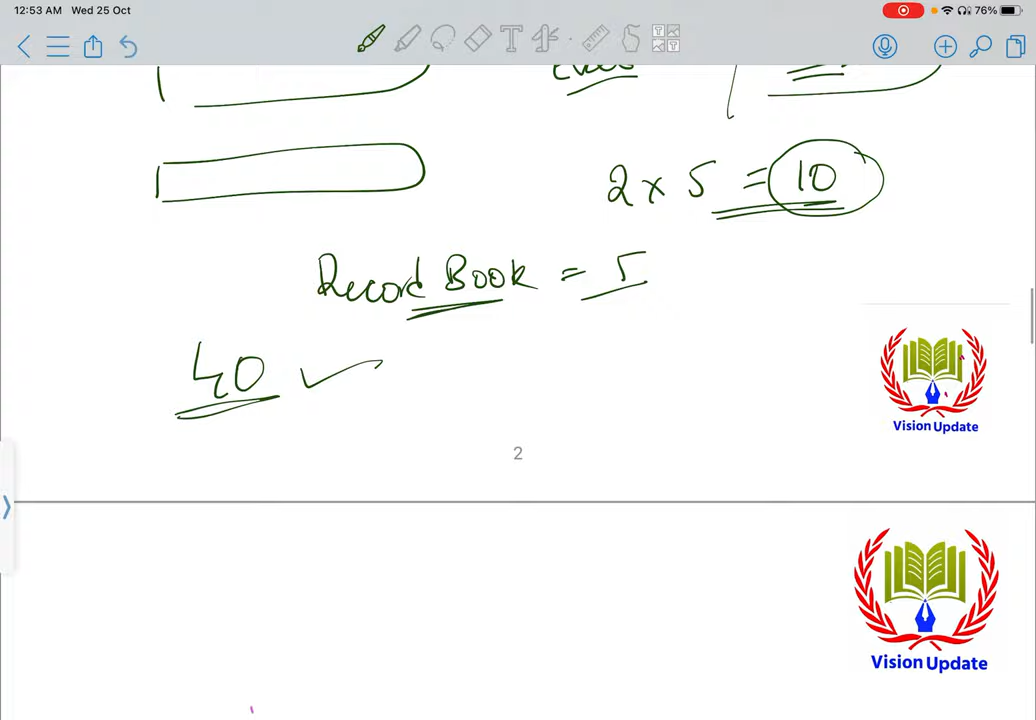 12:53 AM Wed 25 Oct
76%
2 x 5 = 10
Record Book = 5
40
Vision Update
2
Vision Update